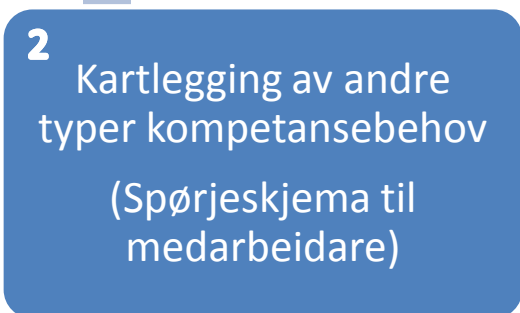 2
Kartlegging av andre
typer kompetansebehov
(Spørjeskjema til
medarbeidare)